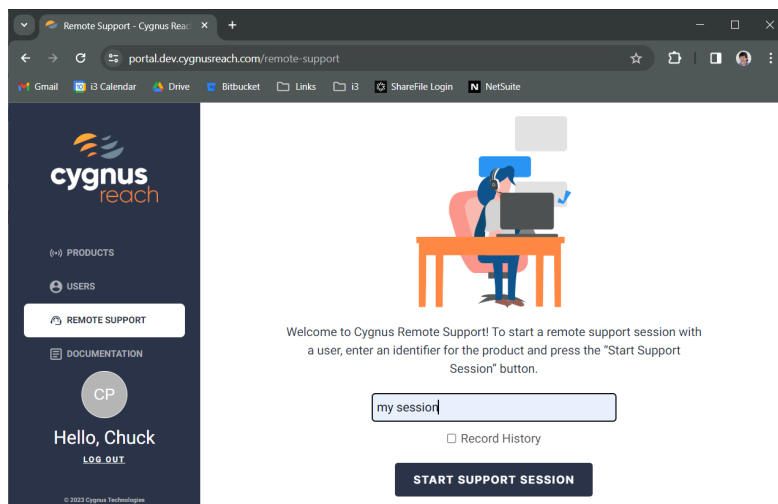 Remote Support - Cygnus Reac
portal.dev.cygnusreach.com/remote-support
Gmail
10 i3 Calendar
Drive
Bitbucket
Links
i3
ShareFile Login
N NetSuite
cygnus
reach
PRODUCTS
USERS
REMOTE SUPPORT
DOCUMENTATION
CP
Hello, Chuck
LOG OUT
© 2023 Cygnus Technologies
Welcome to Cygnus Remote Support! To start a remote support session with
a user, enter an identifier for the product and press the "Start Support
Session" button.
my session
Record History
START SUPPORT SESSION